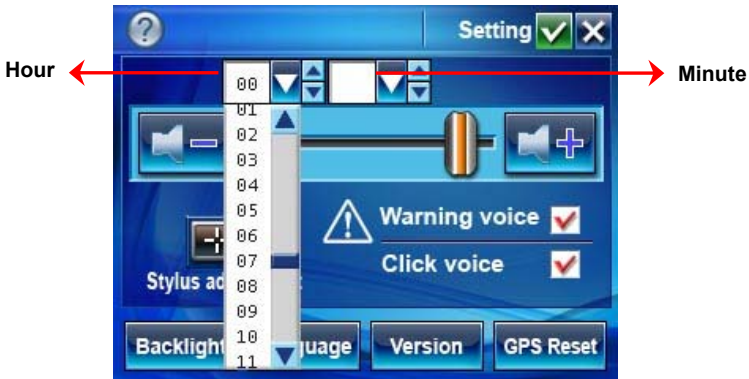 ?
Setting
Hour
00
Minute
01
02
03
04
05
06
07
08
09
10
11
Warning voice
Click voice
Stylus ad
Backlight
uage
Version
GPS Reset